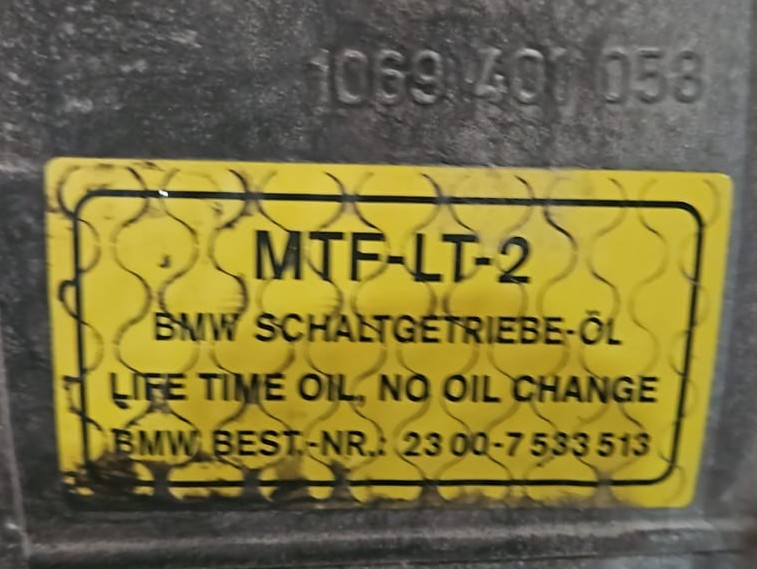 1069 401 058
MTF-LT-2
BMW SCHALTGETRIEBE-ÖL
LIFE TIME OIL, NO OIL CHANGE
BMW BEST.-NR.: 23 00-7 533 513